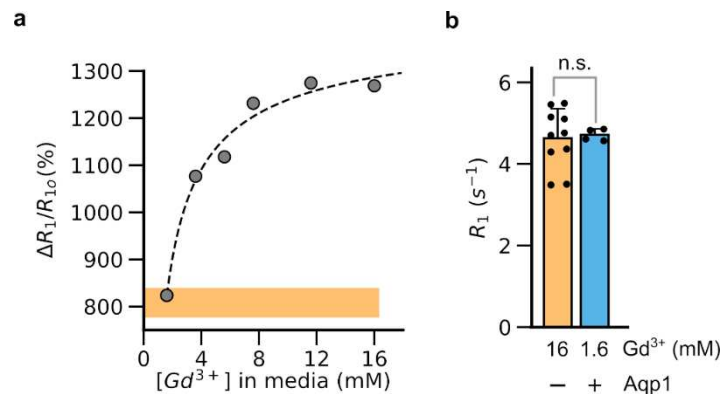 a
1300
1200
1100
1000
900
800
ΔR₁/R₁₀(%)
0 4 8 12 16
[Gd³⁺] in media (mM)
b
n.s.
6
4
2
0
R₁ (s⁻¹)
16 1.6 Gd³⁺ (mM)
− + Aqp1